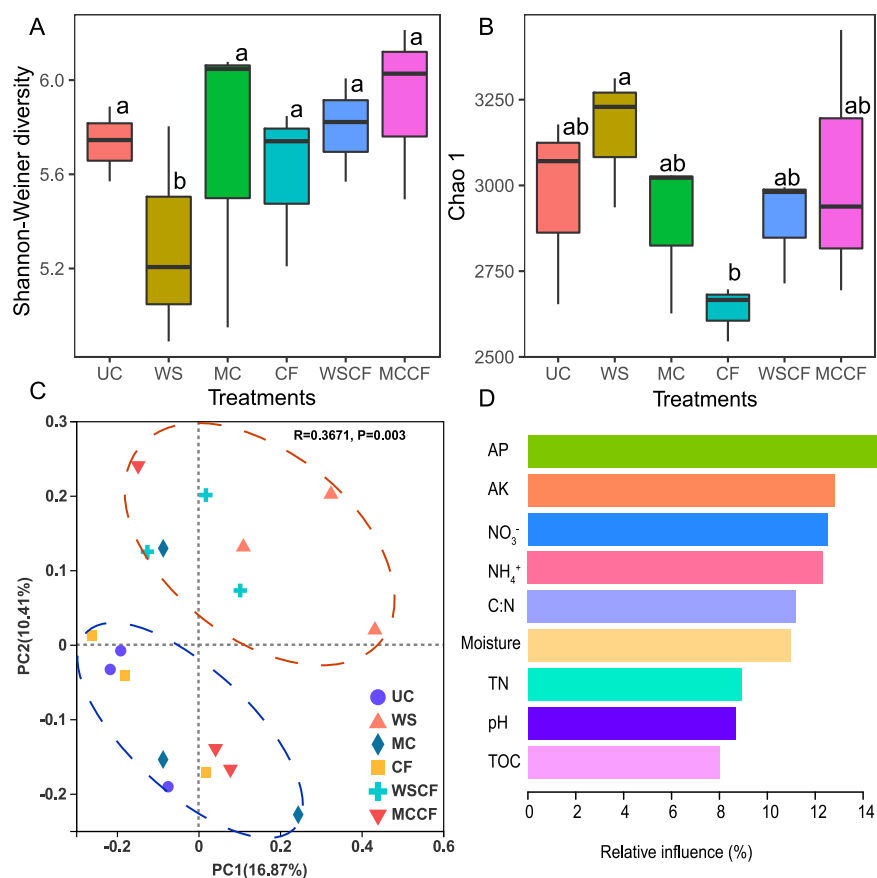 A
Shannon-Weiner diversity
6.0
5.6
5.2
a
b
a
a
a
a
UC WS MC CF WSCF MCCF
Treatments
B
Chao 1
3250
3000
2750
2500
ab
a
ab
b
ab
ab
UC WS MC CF WSCF MCCF
Treatments
C
R=0.3671, P=0.003
PC2(10.41%)
0.3
0.2
0.1
0
-0.1
-0.2
UC
WS
MC
CF
WSCF
MCCF
-0.2 0 0.2 0.4 0.6
PC1(16.87%)
D
AP
AK
NO₃⁻
NH₄⁺
C:N
Moisture
TN
pH
TOC
0 2 4 6 8 10 12 14
Relative influence (%)